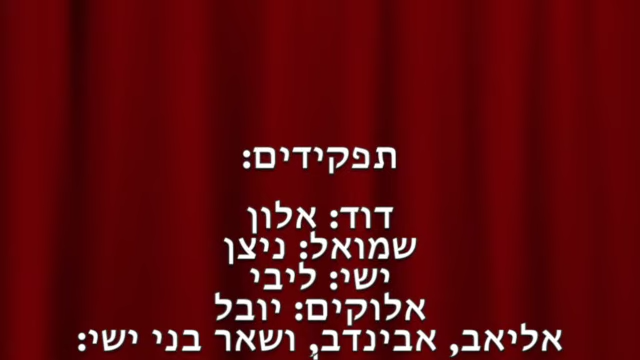 תפקידים:
דוד: אלון
שמואל: ניצן
ישי: ליבי
אלוקים: יובל
אליאב, אבינדב, ושאר בני ישי: